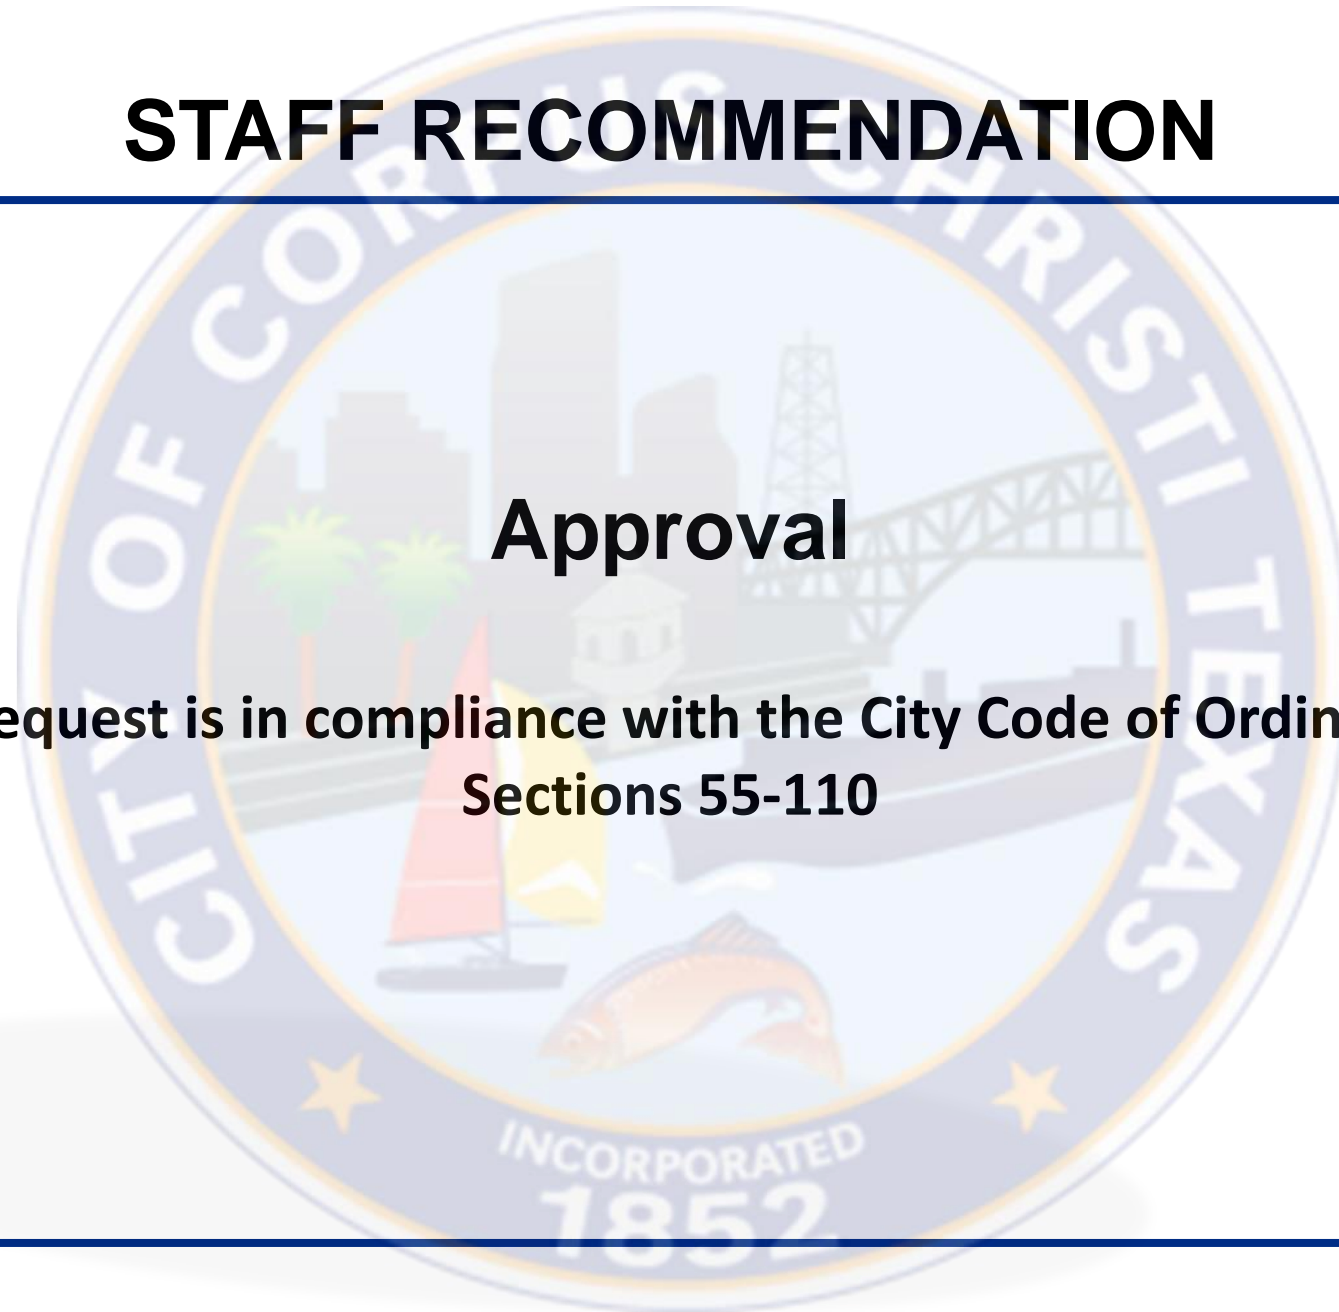 STAFF RECOMMENDATION
Approval
equest is in compliance with the City Code of Ordin
Sections 55-110
CITY OF CORPUS CHRISTI TEXAS
INCORPORATED
1852